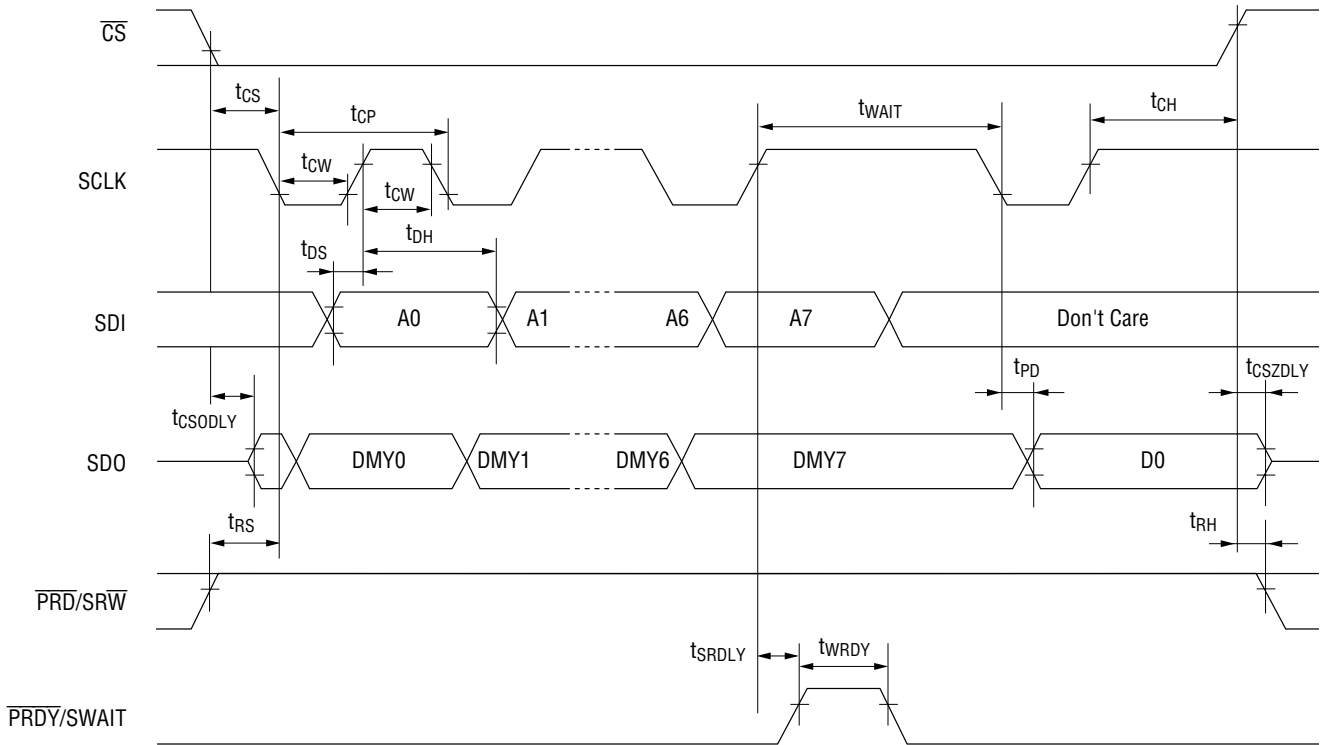 CS
tCS
tCP
tWAIT
tCH
SCLK
tCW
tCW
tDH
tDS
SDI
A0
A1
A6
A7
Don't Care
tPD
tCSZDLY
tCSODLY
SDO
DMY0
DMY1
DMY6
DMY7
D0
tRS
tRH
PRD/SRW
tSRDLY
tWRDY
PRDY/SWAIT